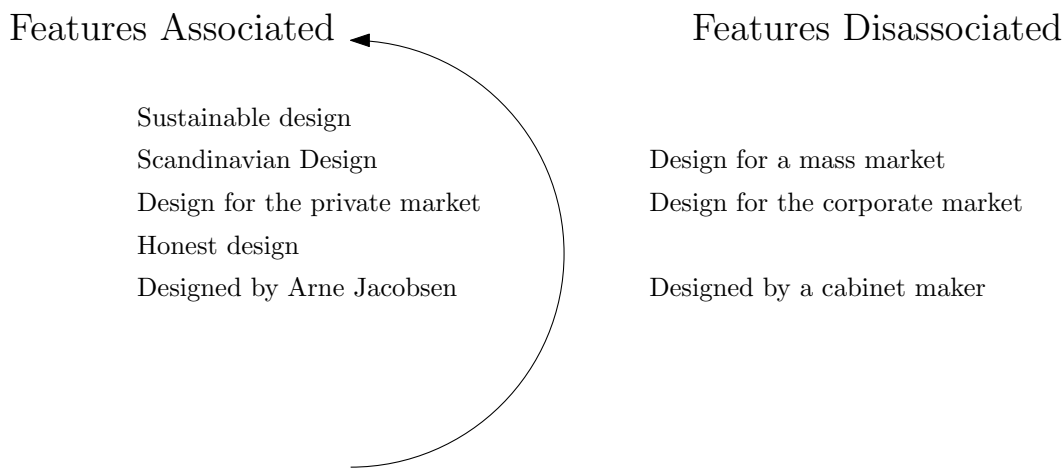 Features Associated
Features Disassociated
Sustainable design
Scandinavian Design
Design for a mass market
Design for the private market
Design for the corporate market
Honest design
Designed by Arne Jacobsen
Designed by a cabinet maker